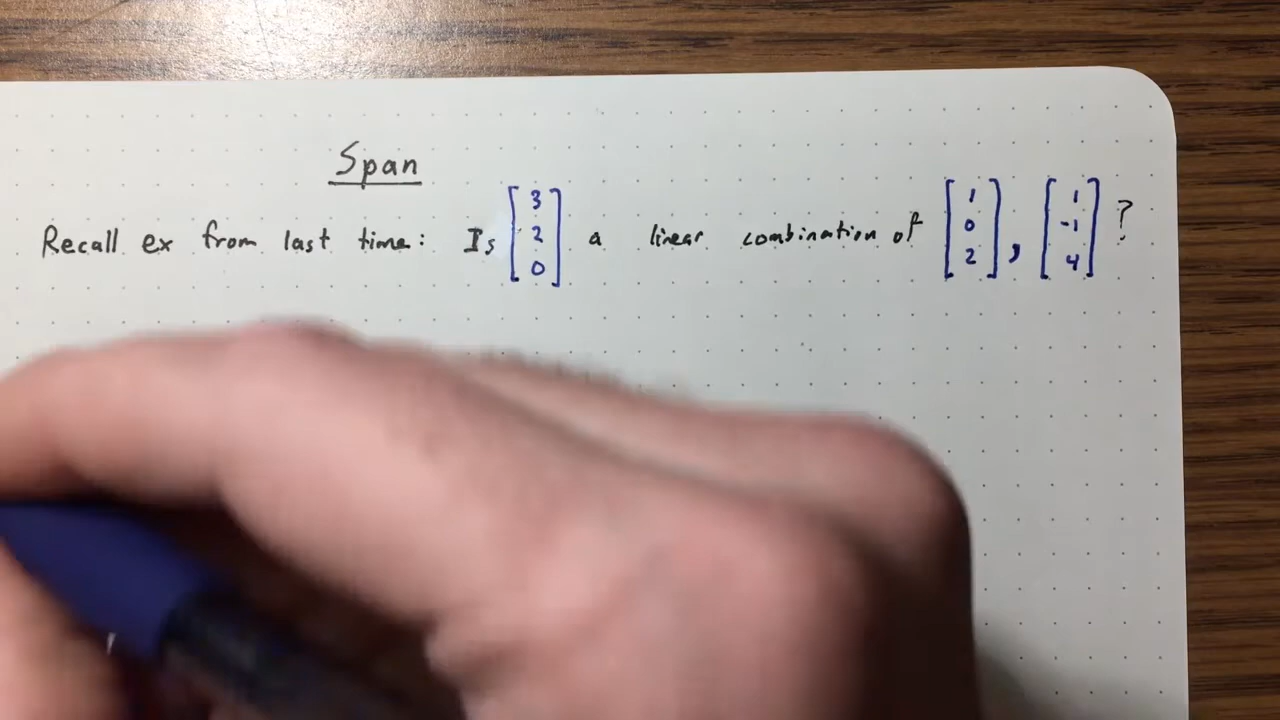 Span
Recall ex from last time: Is [3 2 0] a linear combination of [1 0 2], [1 -1 4]?